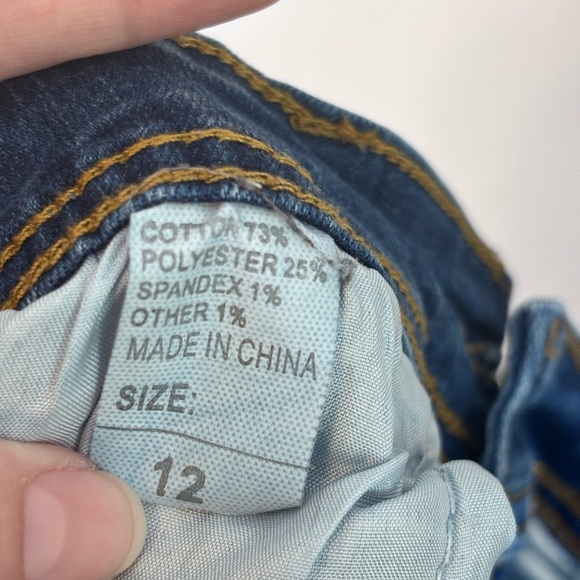 COTTON 73%
POLYESTER 25%
SPANDEX 1%
OTHER 1%
MADE IN CHINA
SIZE:
12